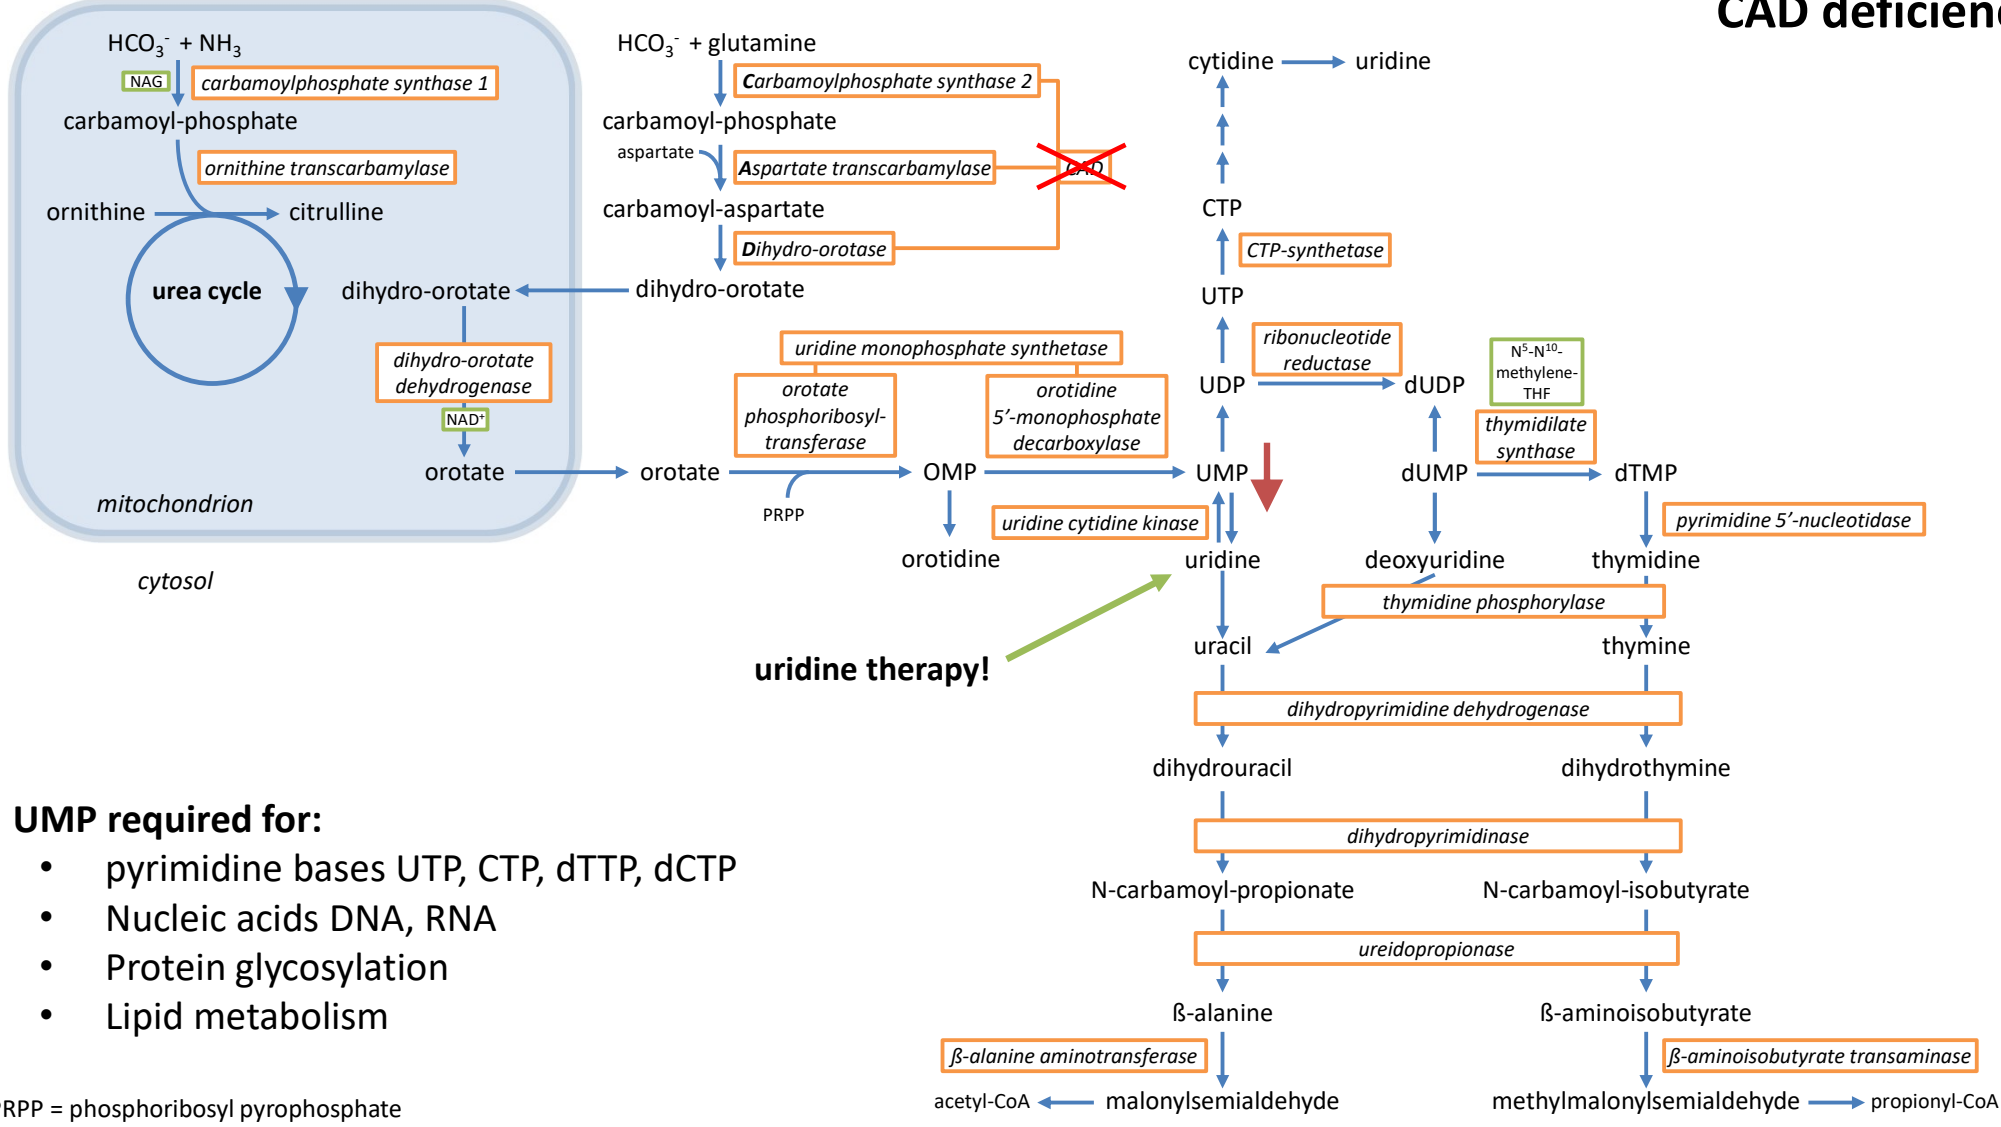 CAD deficienc
HCO3- + NH3
NAG
carbamoylphosphate synthase 1
carbamoyl-phosphate
ornithine transcarbamylase
ornithine
citrulline
urea cycle
dihydro-orotate
dihydro-orotate
dehydrogenase
NAD+
orotate
mitochondrion
cytosol
HCO3- + glutamine
Carbamoylphosphate synthase 2
carbamoyl-phosphate
aspartate
Aspartate transcarbamylase
CAD
carbamoyl-aspartate
Dihydro-orotase
dihydro-orotate
uridine monophosphate synthetase
orotate
phosphoribosyl-
transferase
orotidine
5’-monophosphate
decarboxylase
orotate
PRPP
OMP
orotidine
UMP
uridine cytidine kinase
uridine
uridine therapy!
cytidine
uridine
CTP
CTP-synthetase
UTP
ribonucleotide
reductase
UDP
dUDP
N5-N10-
methylene-
THF
thymidilate
synthase
dUMP
dTMP
pyrimidine 5’-nucleotidase
deoxyuridine
thymidine
thymidine phosphorylase
uracil
thymine
dihydropyrimidine dehydrogenase
dihydrouracil
dihydrothymine
dihydropyrimidinase
N-carbamoyl-propionate
N-carbamoyl-isobutyrate
ureidopropionase
ß-alanine
ß-aminoisobutyrate
ß-alanine aminotransferase
ß-aminoisobutyrate transaminase
acetyl-CoA
malonylsemialdehyde
methylmalonylsemialdehyde
propionyl-CoA
UMP required for:
• pyrimidine bases UTP, CTP, dTTP, dCTP
• Nucleic acids DNA, RNA
• Protein glycosylation
• Lipid metabolism
PRPP = phosphoribosyl pyrophosphate